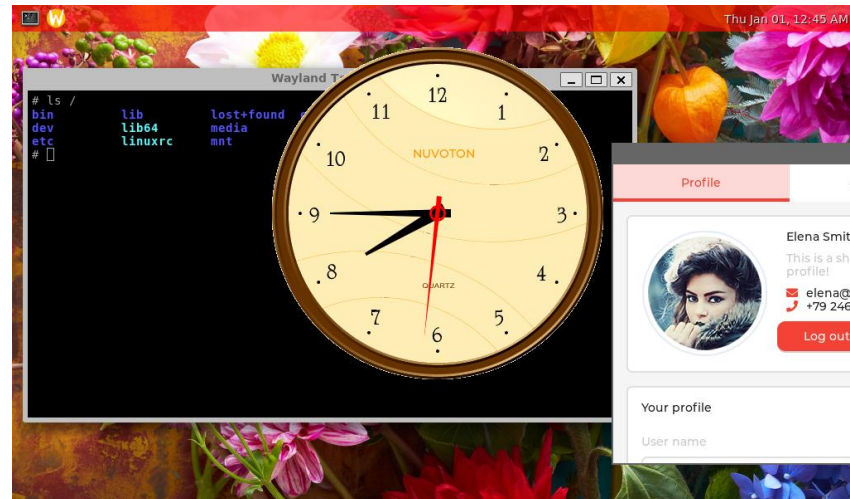 Thu Jan 01, 12:45 AM
Wayland Te
# ls /
bin lib lost+found
dev lib64 media
etc linuxrc mnt
#
12
11 1
NUVOTON
10 2
9 3
8 4
QUARTZ
7 5
6
Profile
Elena Smit
This is a sh
profile!
elena@
+79 246
Log out
Your profile
User name